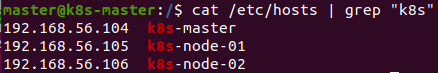 master@k8s-master:/$ cat /etc/hosts | grep "k8s"
192.168.56.104 k8s-master
192.168.56.105 k8s-node-01
192.168.56.106 k8s-node-02